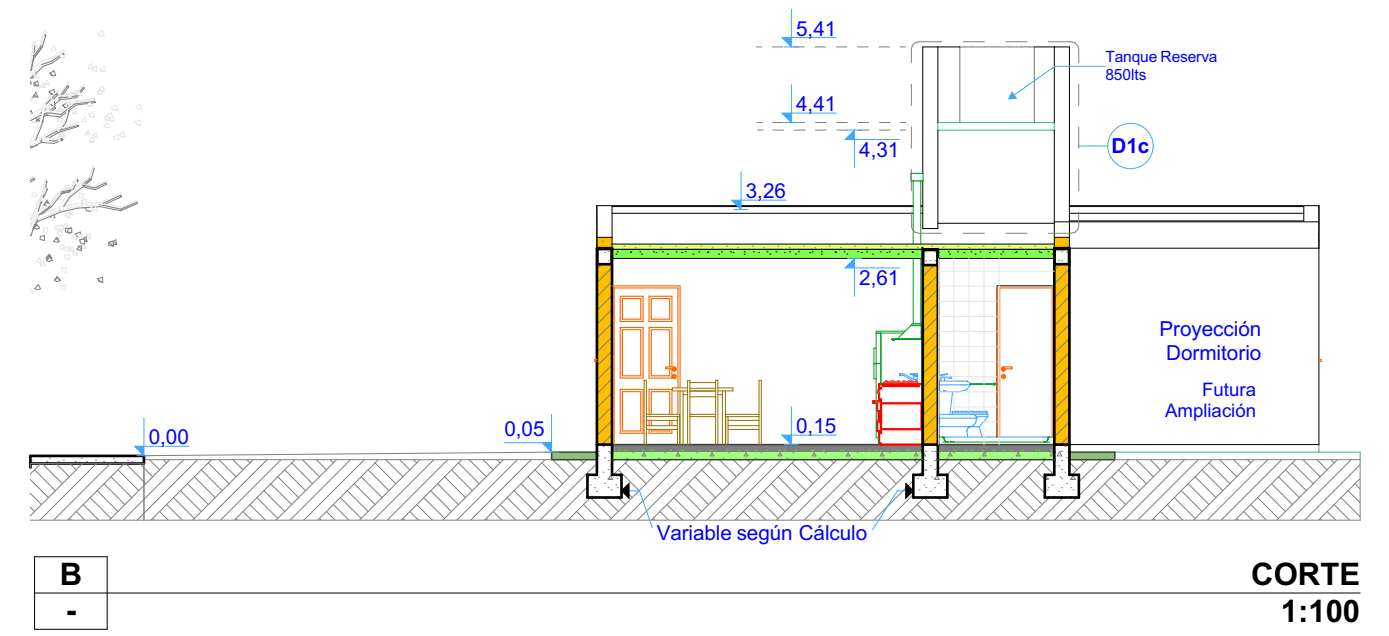 5,41
Tanque Reserva
850lts
4,41
4,31
D1c
3,26
2,61
Proyección
Dormitorio
Futura
Ampliación
0,00
0,05
0,15
Variable según Cálculo
B
CORTE
-
1:100